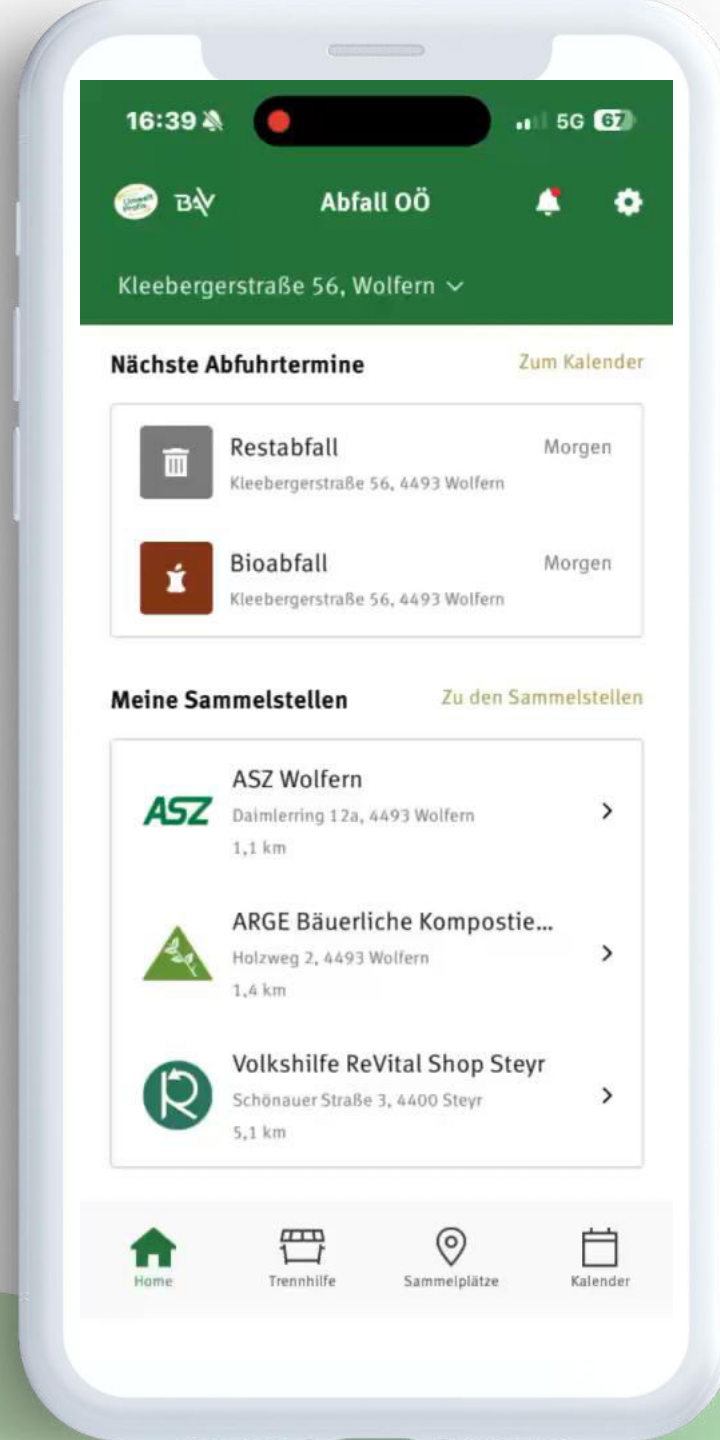 16:39
5G 67
Umwelt Profis BAV Abfall OÖ
Kleebergerstraße 56, Wolfern
Nächste Abfuhrtermine Zum Kalender
Restabfall Morgen
Kleebergerstraße 56, 4493 Wolfern
Bioabfall Morgen
Kleebergerstraße 56, 4493 Wolfern
Meine Sammelstellen Zu den Sammelstellen
ASZ Wolfern
ASZ Daimlerring 12a, 4493 Wolfern
1,1 km
ARGE Bäuerliche Kompostie...
Holzweg 2, 4493 Wolfern
1,4 km
Volkshilfe ReVital Shop Steyr
R Schönauer Straße 3, 4400 Steyr
5,1 km
Home Trennhilfe Sammelplätze Kalender